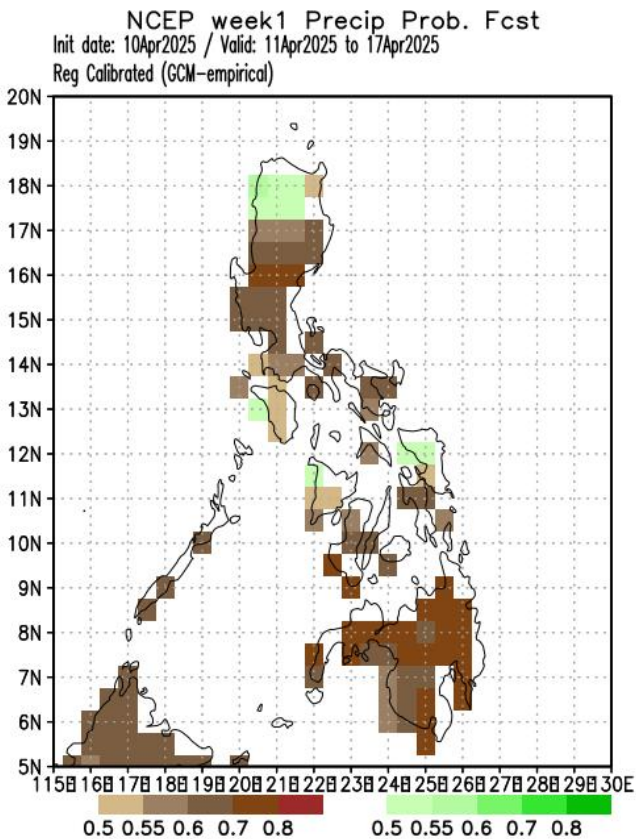 NCEP week1 Precip Prob. Fcst
Init date: 10Apr2025 / Valid: 11Apr2025 to 17Apr2025
Reg Calibrated (GCM-empirical)
20N
19N
18N
17N
16N
15N
14N
13N
12N
11N
10N
9N
8N
7N
6N
5N
115E 116E 117E 118E 119E 120E 121E 122E 123E 124E 125E 126E 127E 128E 129E 130E
0.5 0.55 0.6 0.7 0.8 0.5 0.55 0.6 0.7 0.8